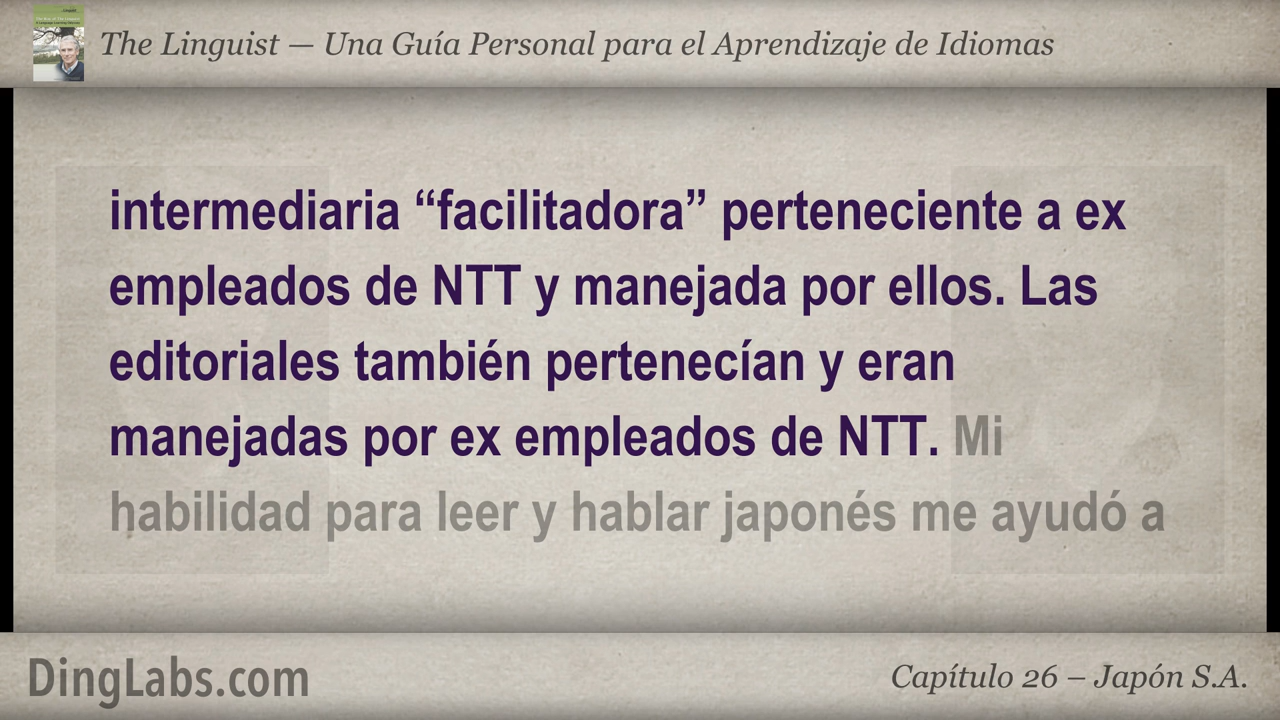 The Linguist — Una Guía Personal para el Aprendizaje de Idiomas
intermediaria “facilitadora” perteneciente a ex
empleados de NTT y manejada por ellos. Las
editoriales también pertenecían y eran
manejadas por ex empleados de NTT. Mi
habilidad para leer y hablar japonés me ayudó a
DingLabs.com
Capítulo 26 – Japón S.A.